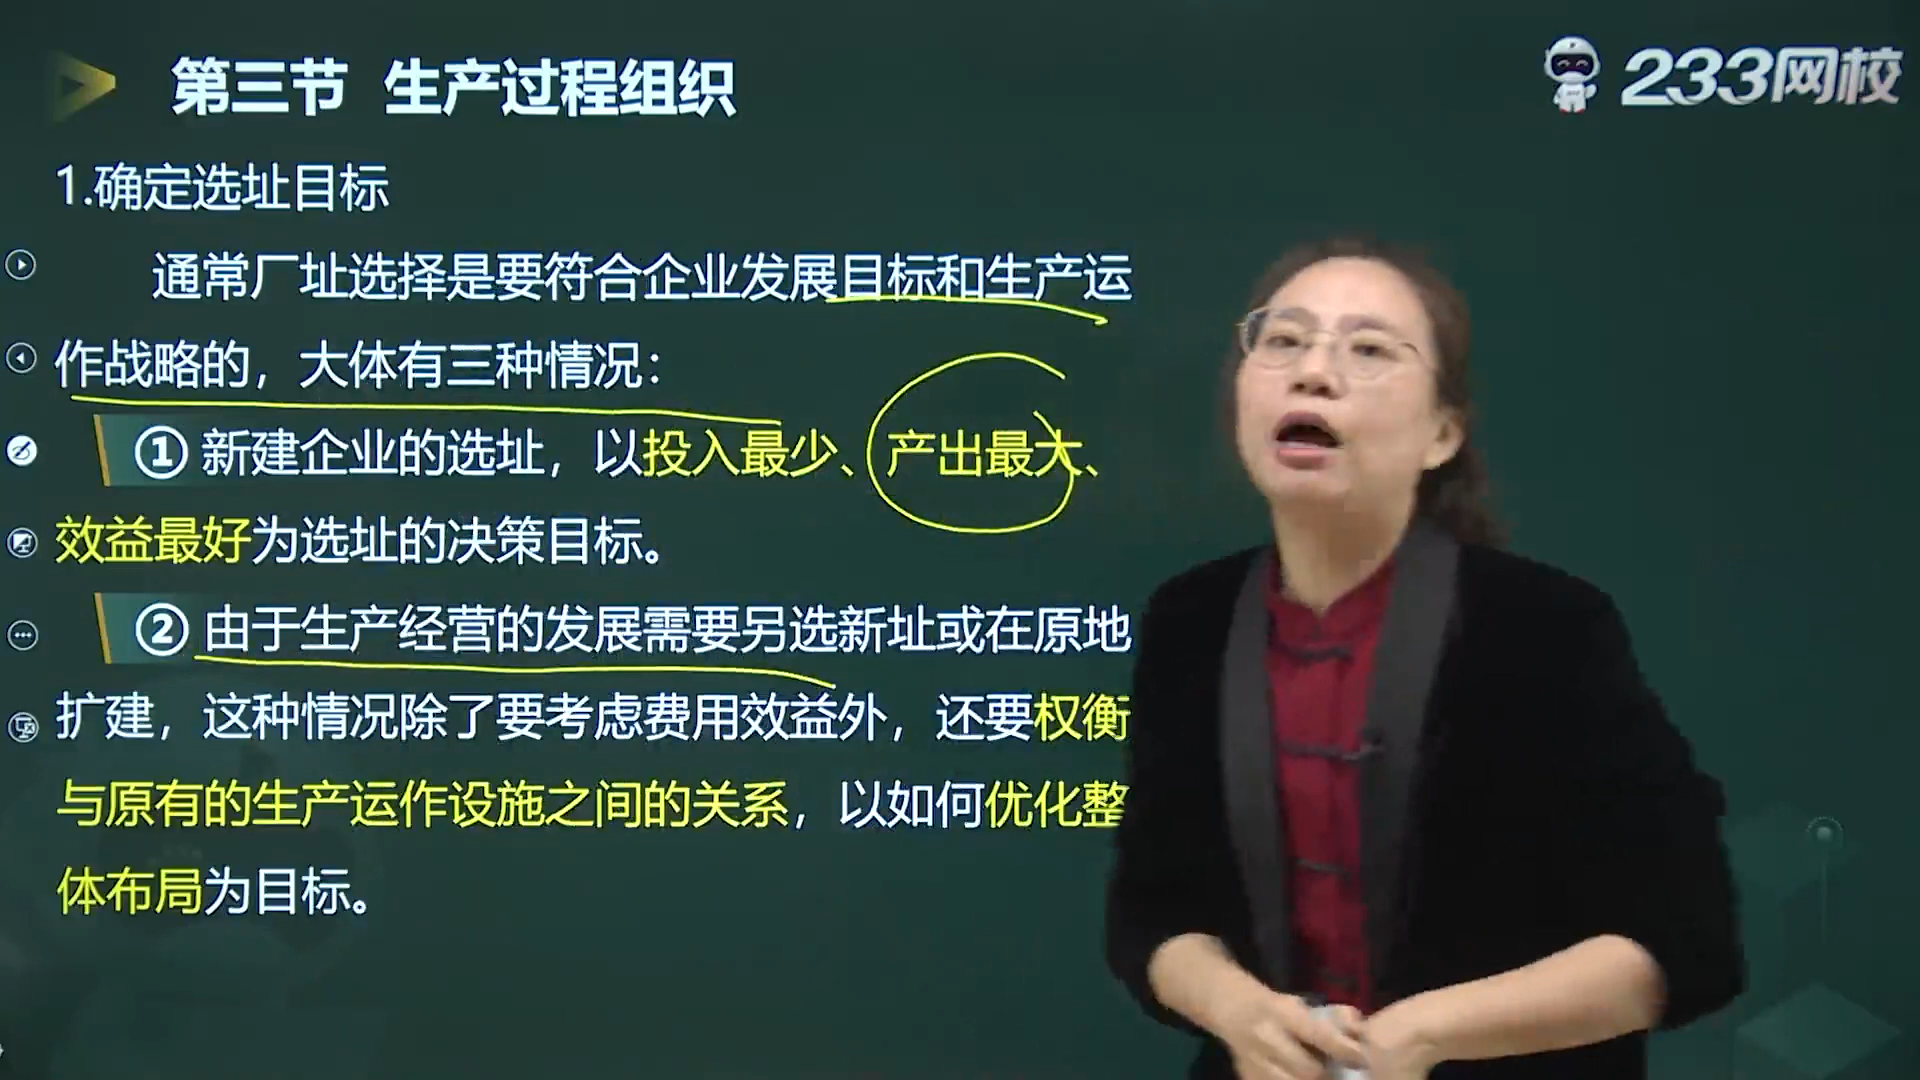 第三节 生产过程组织
233网校
1.确定选址目标
通常厂址选择是要符合企业发展目标和生产运
作战略的，大体有三种情况：
① 新建企业的选址，以投入最少、产出最大、
效益最好为选址的决策目标。
② 由于生产经营的发展需要另选新址或在原地
扩建，这种情况除了要考虑费用效益外，还要权衡
与原有的生产运作设施之间的关系，以如何优化整
体布局为目标。